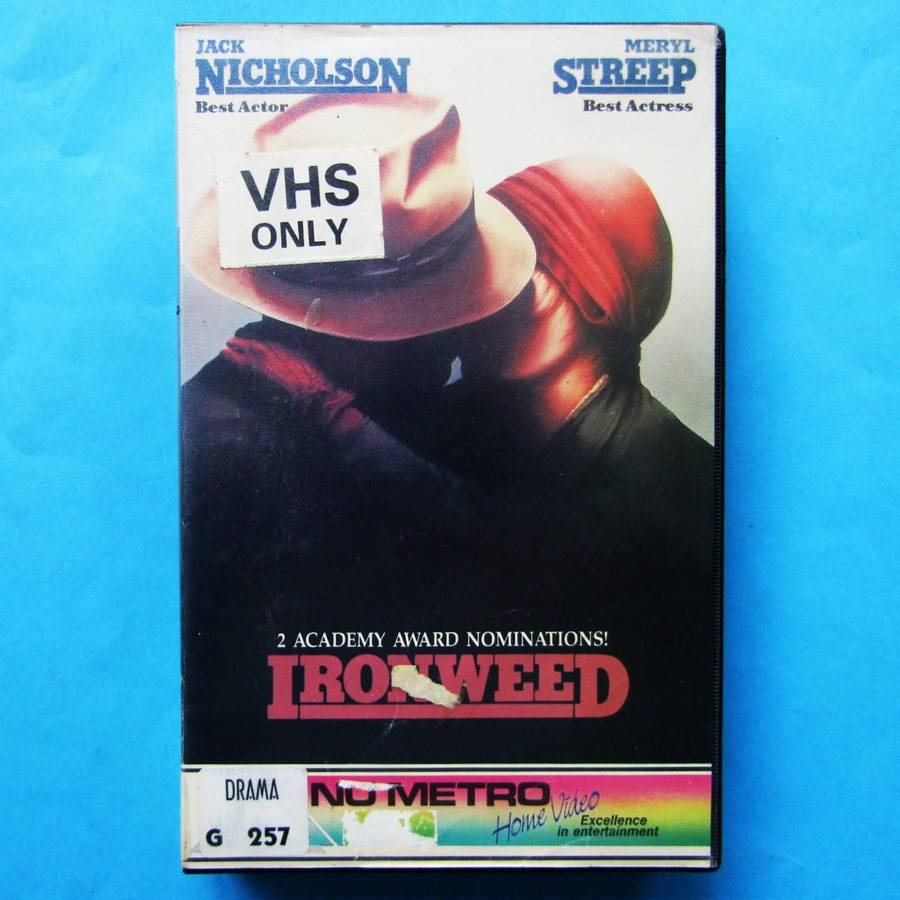 JACK
NICHOLSON
Best Actor
MERYL
STREEP
Best Actress
VHS
ONLY
2 ACADEMY AWARD NOMINATIONS!
IRONWEED
DRAMA
G 257
NU METRO
Home Video
Excellence
in entertainment